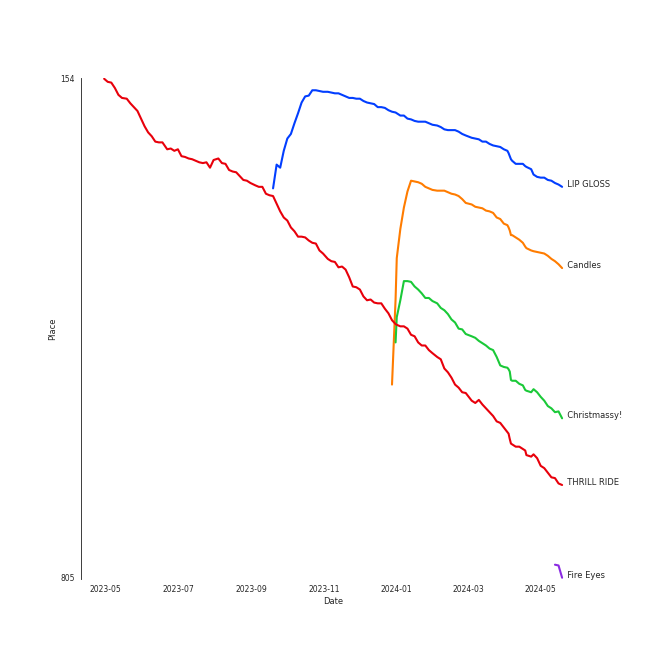 154
LIP GLOSS
Candles
Place
Christmassy!
THRILL RIDE
Fire Eyes
805
2023-05 2023-07 2023-09 2023-11 2024-01 2024-03 2024-05
Date